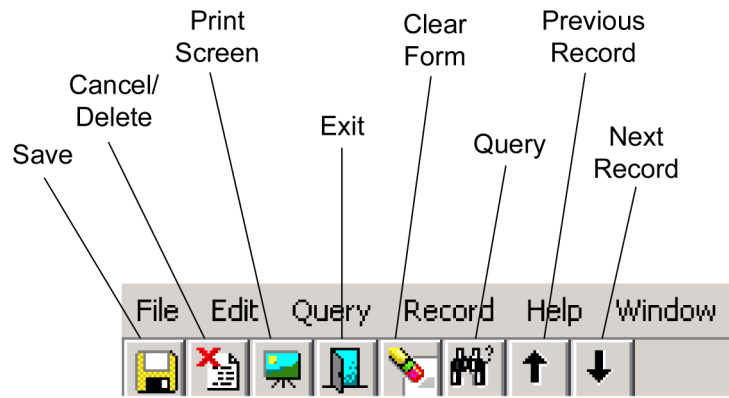 Print
Screen
Clear
Form
Previous
Record
Cancel/
Delete
Exit
Query
Next
Record
Save
File Edit Query Record Help Window
?